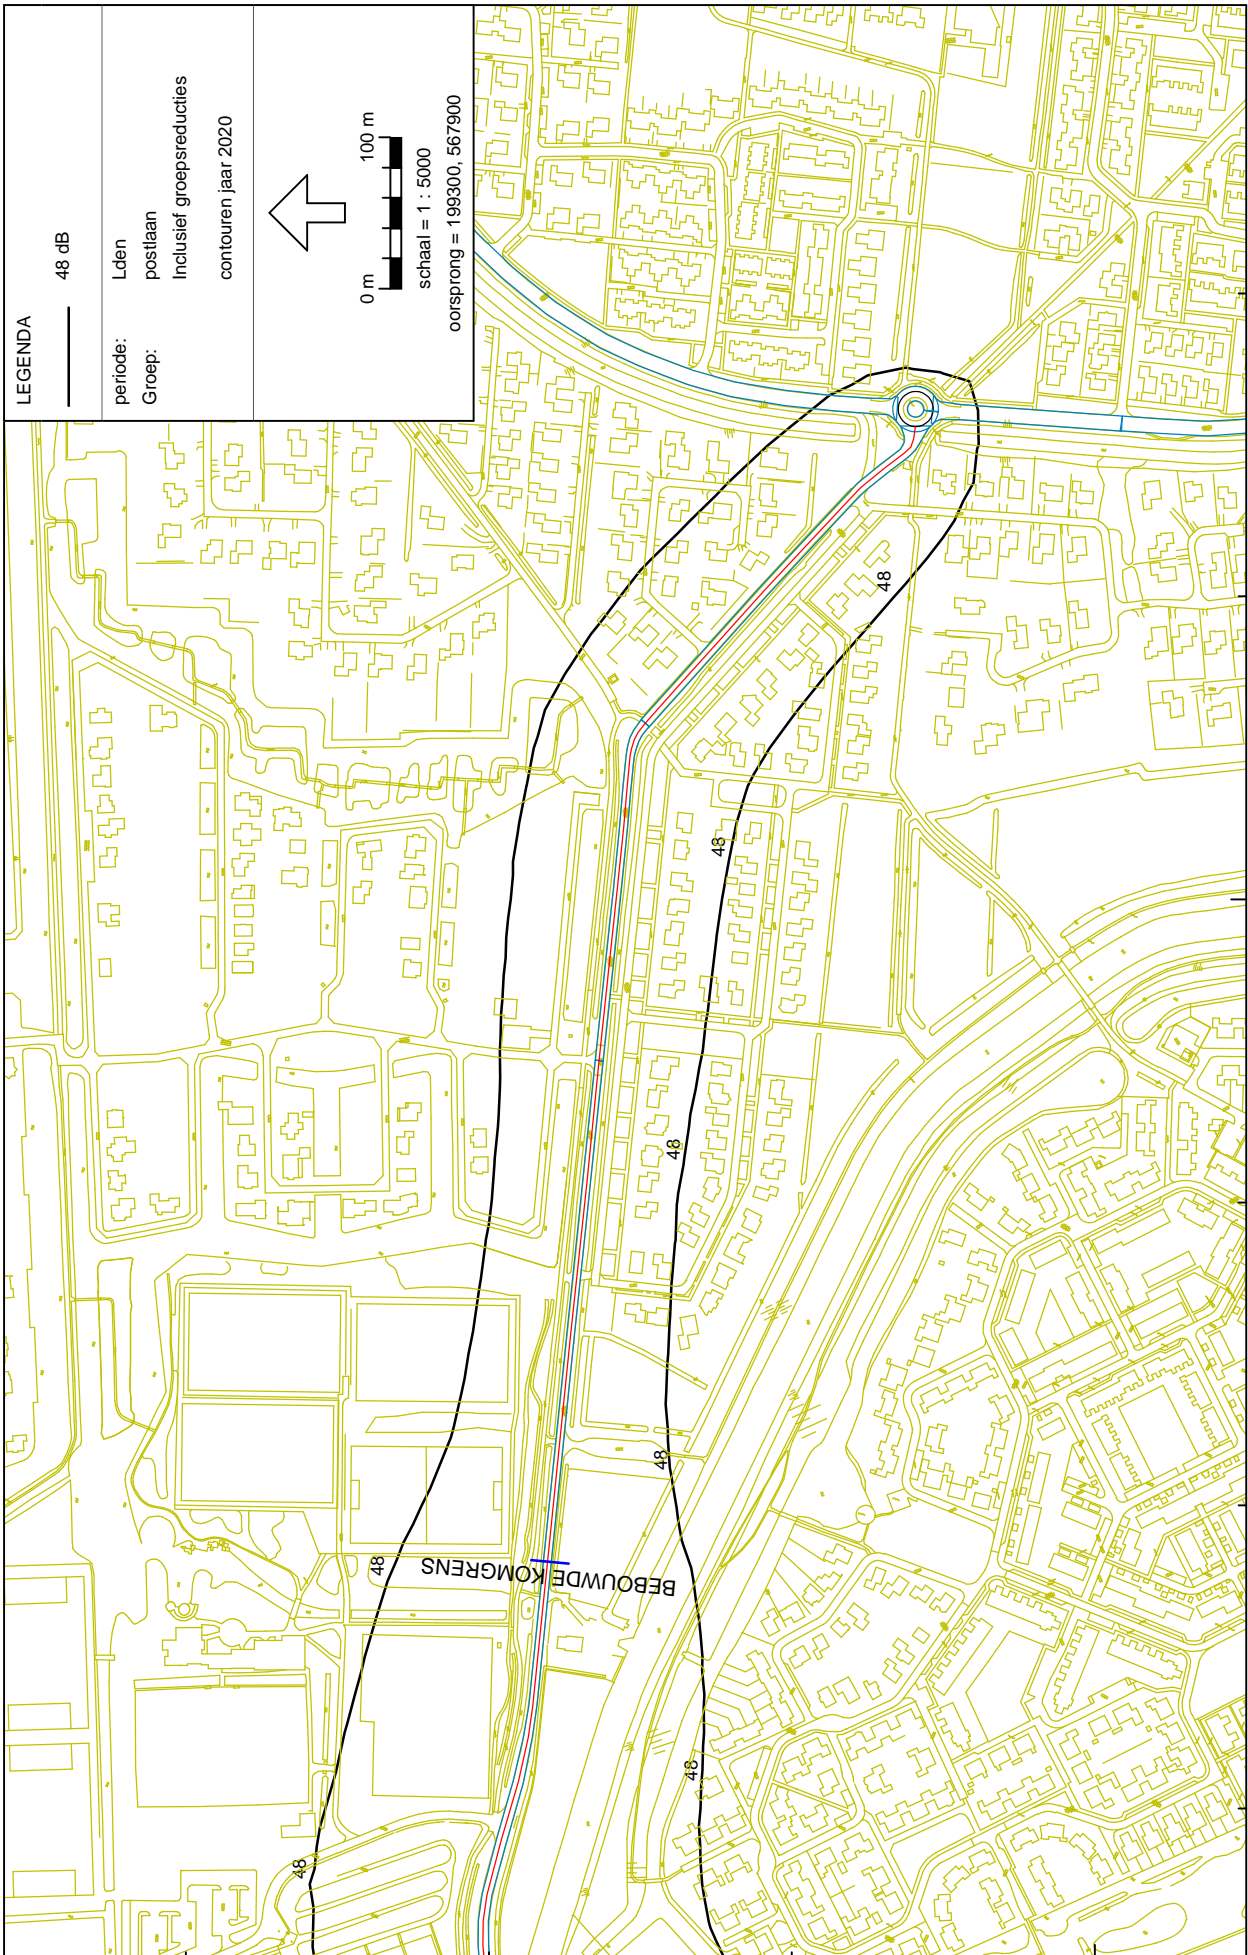 LEGENDA
48 dB
periode: Lden
Groep: postlaan
Inclusief groepsreducties
contouren jaar 2020
0 m 100 m
schaal = 1 : 5000
oorsprong = 199300, 567900
48
48
48
48
48
BEBOUWDE KOMGRENS
48
48